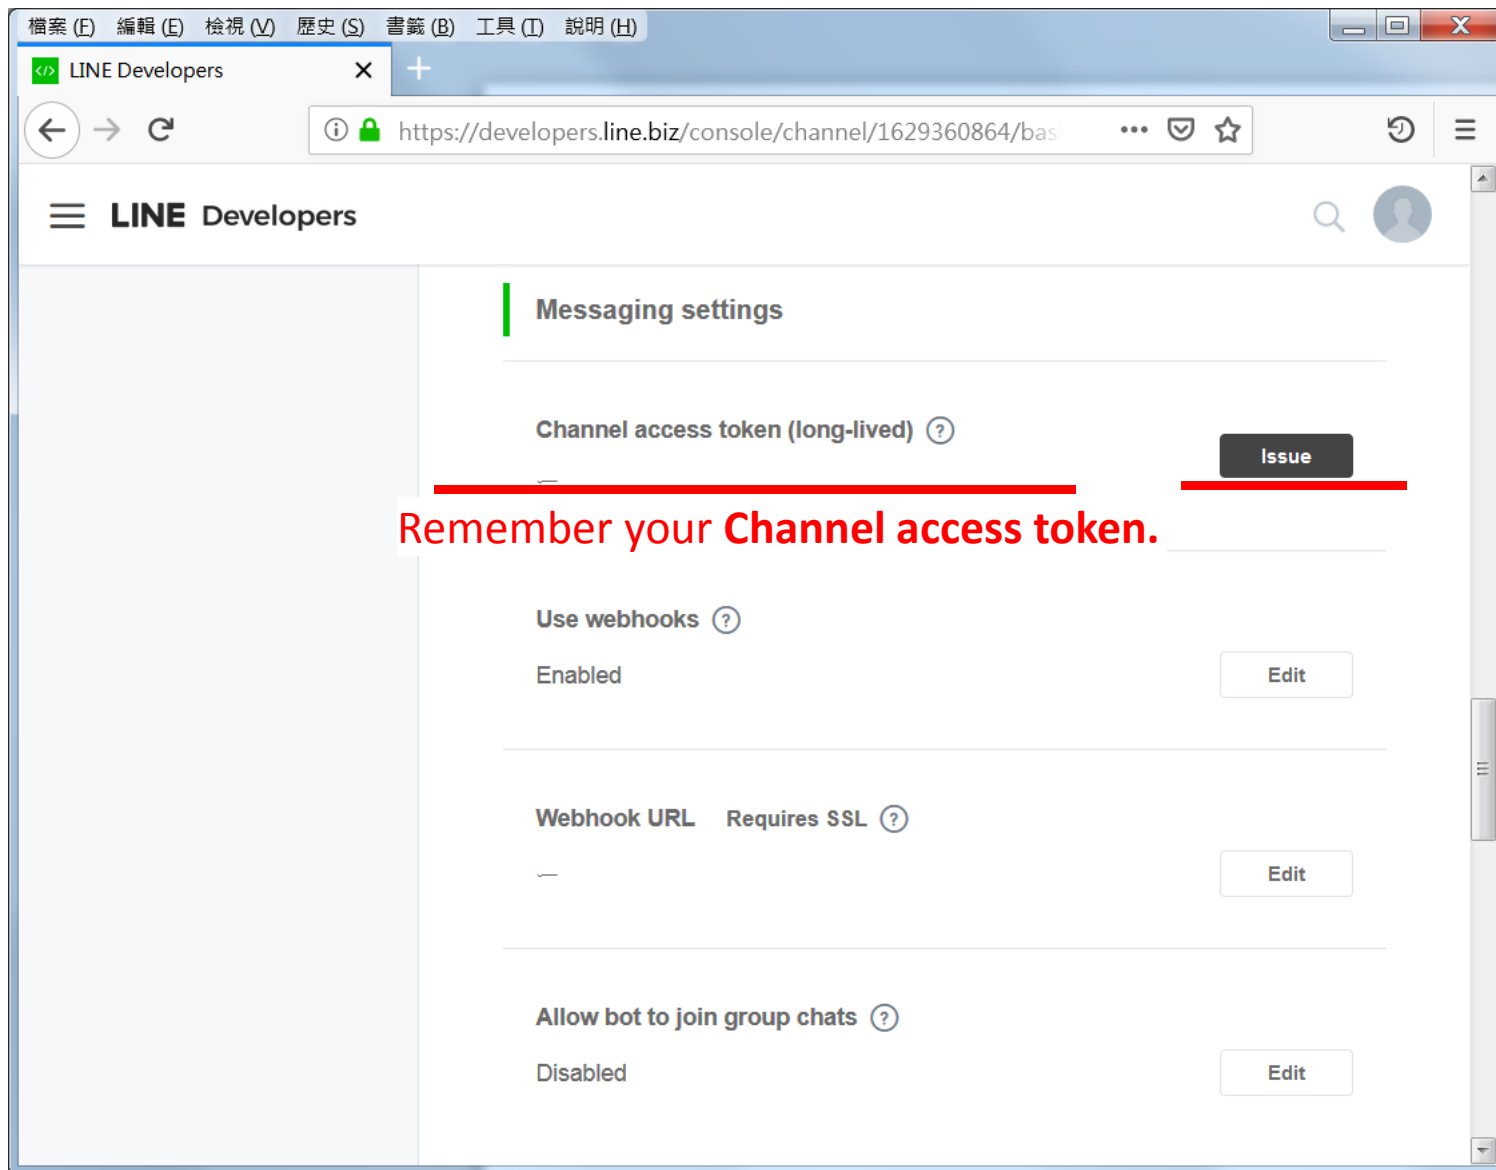 檔案 (F) 編輯 (E) 檢視 (V) 歷史 (S) 書籤 (B) 工具 (T) 說明 (H)
LINE Developers
https://developers.line.biz/console/channel/1629360864/bas
LINE Developers
Messaging settings
Channel access token (long-lived)
Issue
Remember your Channel access token.
Use webhooks
Enabled
Edit
Webhook URL Requires SSL
Edit
Allow bot to join group chats
Disabled
Edit